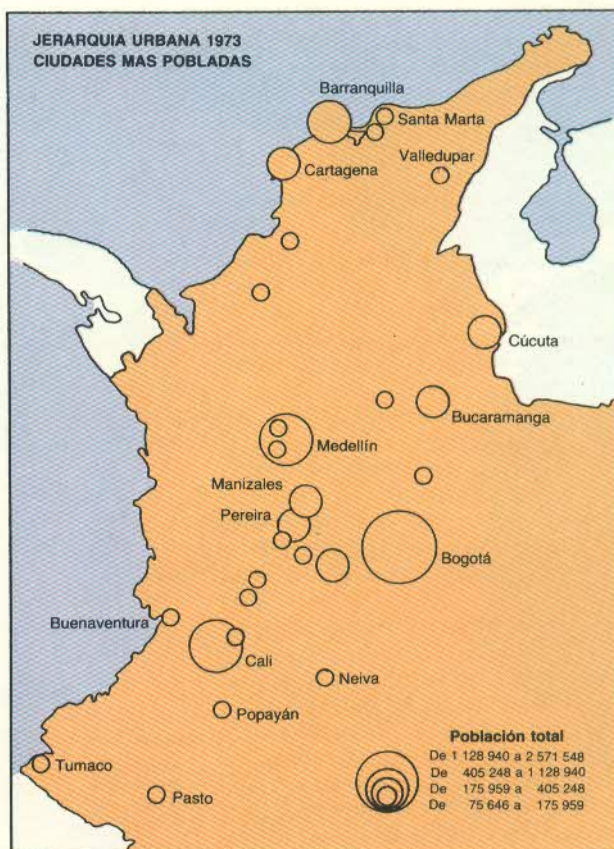 JERARQUIA URBANA 1973
CIUDADES MAS POBLADAS
Barranquilla
Santa Marta
Valledupar
Cartagena
Cúcuta
Bucaramanga
Medellín
Manizales
Pereira
Bogotá
Buenaventura
Cali
Neiva
Popayán
Tumaco
Pasto
Población total
De 1 128 940 a 2 571 548
De 405 248 a 1 128 940
De 175 959 a 405 248
De 75 646 a 175 959